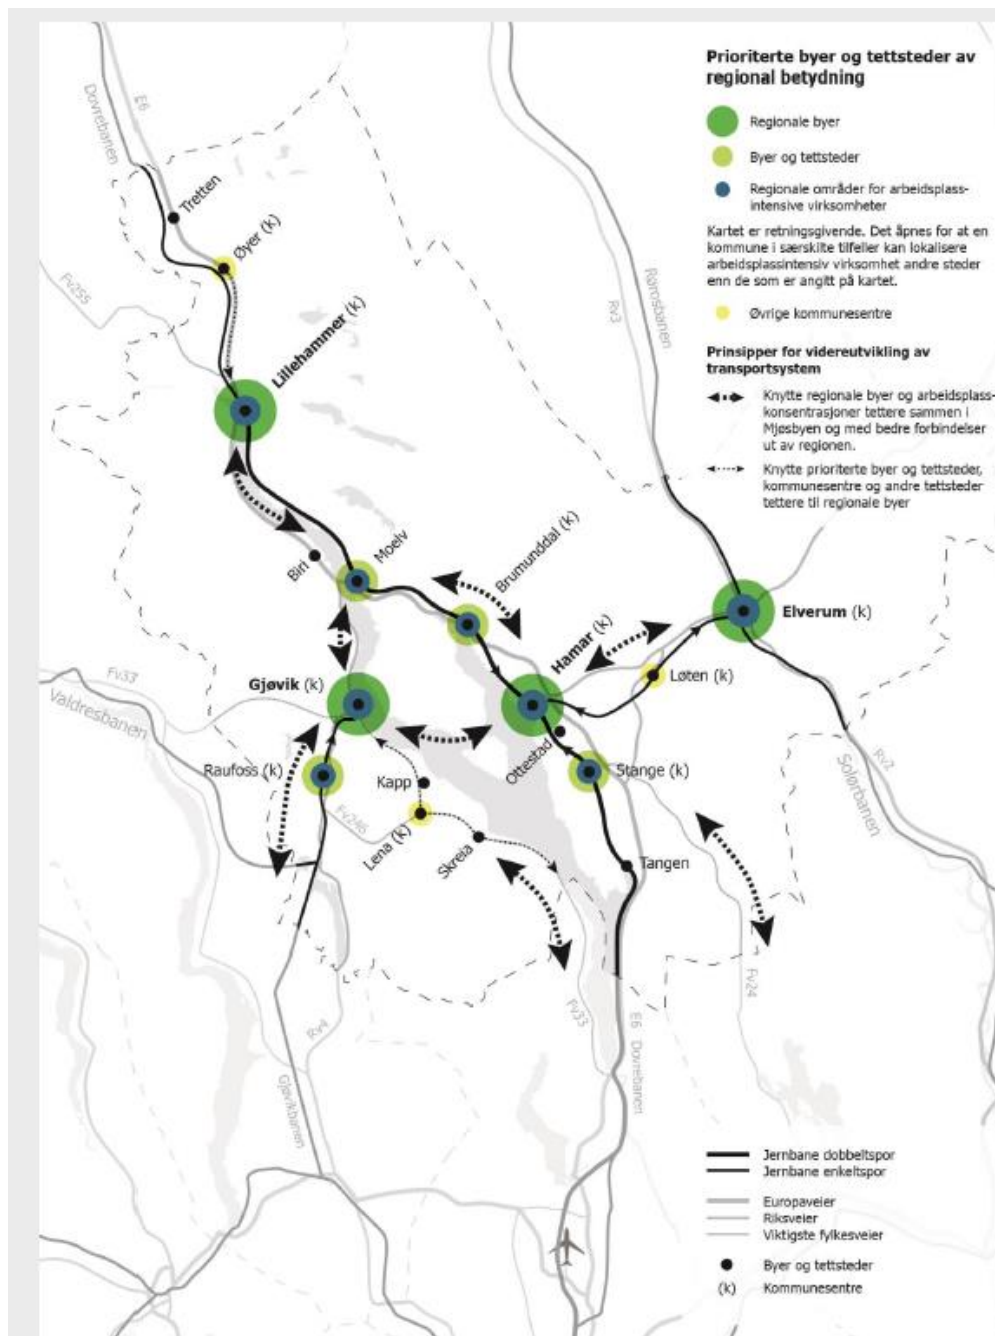 Prioriterte byer og tettsteder av
regional betydning
Regionale byer
Byer og tettsteder
Regionale områder for arbeidsplass-
intensive virksomheter
Kartet er retningsgivende. Det åpnes for at en
kommune i særskilte tilfeller kan lokalisere
arbeidsplassintensiv virksomhet andre steder
enn de som er angitt på kartet.
Øvrige kommunesentre
Prinsipper for videreutvikling av
transportsystem
Knytte regionale byer og arbeidsplass-
konsentrasjoner tettere sammen i
Mjøsbyen og med bedre forbindelser
ut av regionen.
Knytte prioriterte byer og tettsteder,
kommunesentre og andre tettsteder
tettere til regionale byer
Dovrebanen
E6
Tretten
Øyer (k)
Fv255
Lillehammer (k)
Rv3
Rørosbanen
Biri
Moelv
Brumunddal (k)
Hamar (k)
Elverum (k)
Løten (k)
Fv33
Valdresbanen
Gjøvik (k)
Raufoss (k)
Kapp
Ottestad
Stange (k)
Rv2
Solørbanen
Fv246
Lena (k)
Skreia
Tangen
Fv24
Rv4
Fv33
E6 Dovrebanen
Gjøvikbanen
Jernbane dobbeltspor
Jernbane enkeltspor
Europaveier
Riksveier
Viktigste fylkesveier
Byer og tettsteder
(k) Kommunesentre